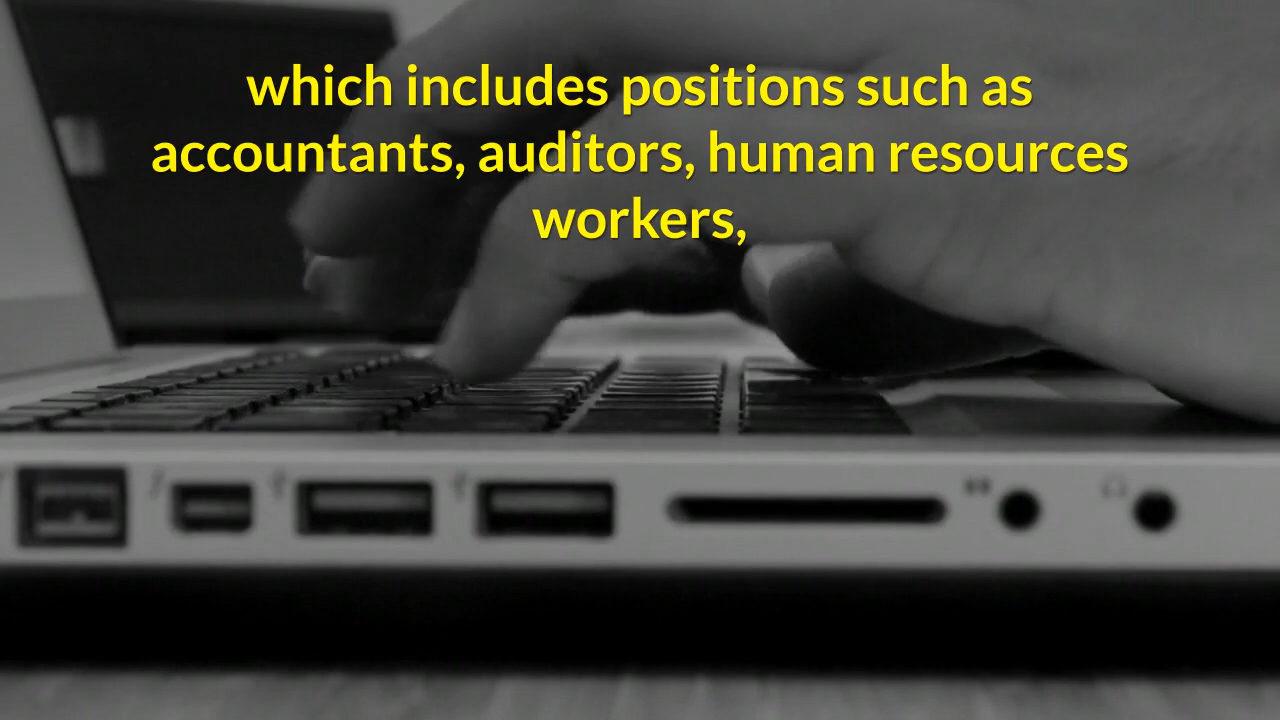 which includes positions such as
accountants, auditors, human resources
workers,